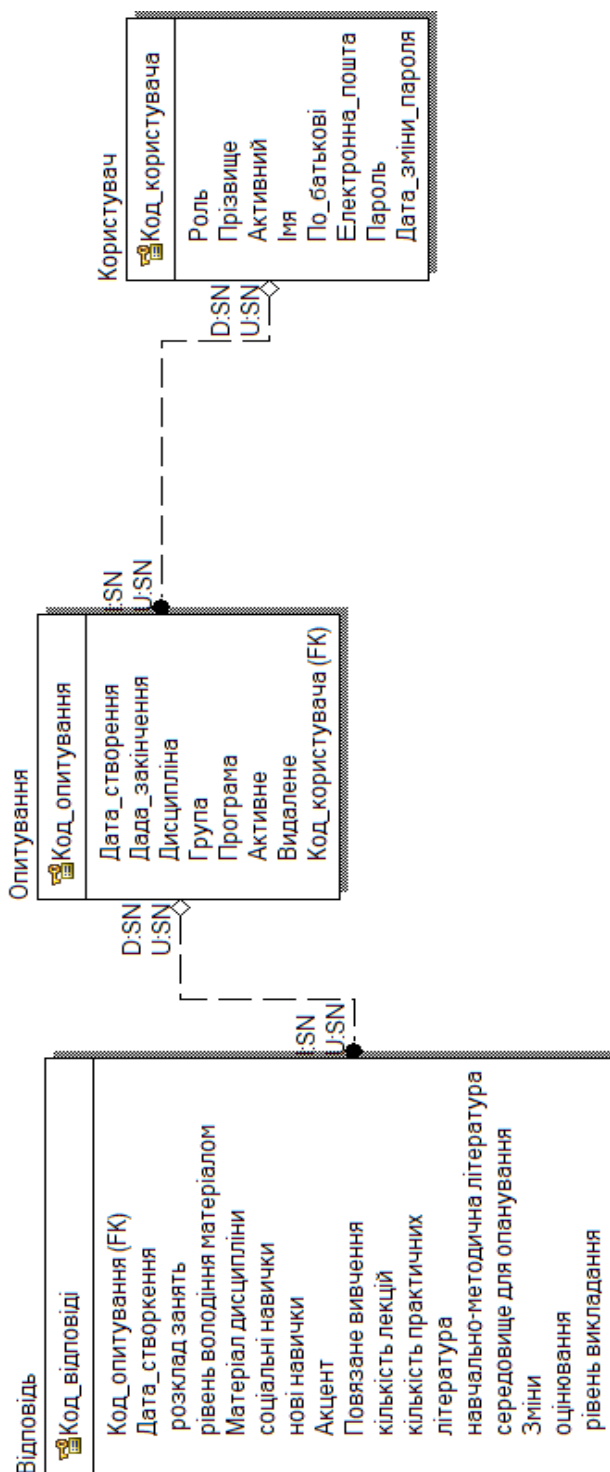 Відповідь
Код_відповіді
Код_опитування (FK)
Дата_створкення
розклад занять
рівень володіння матеріалом
Матеріал дисципліни
соціальні навички
нові навички
Акцент
Повязане вивчення
кількість лекцій
кількість практичних
література
навчально-методична література
середовище для опанування
Зміни
оцінювання
рівень викладання
I:SN
U:SN
D:SN
U:SN
Опитування
Код_опитування
Дата_створення
Дада_закінчення
Дисципліна
Група
Програма
Активне
Видалене
Код_користувача (FK)
I:SN
U:SN
D:SN
U:SN
Користувач
Код_користувача
Роль
Прізвище
Активний
Імя
По_батькові
Електронна_пошта
Пароль
Дата_зміни_пароля